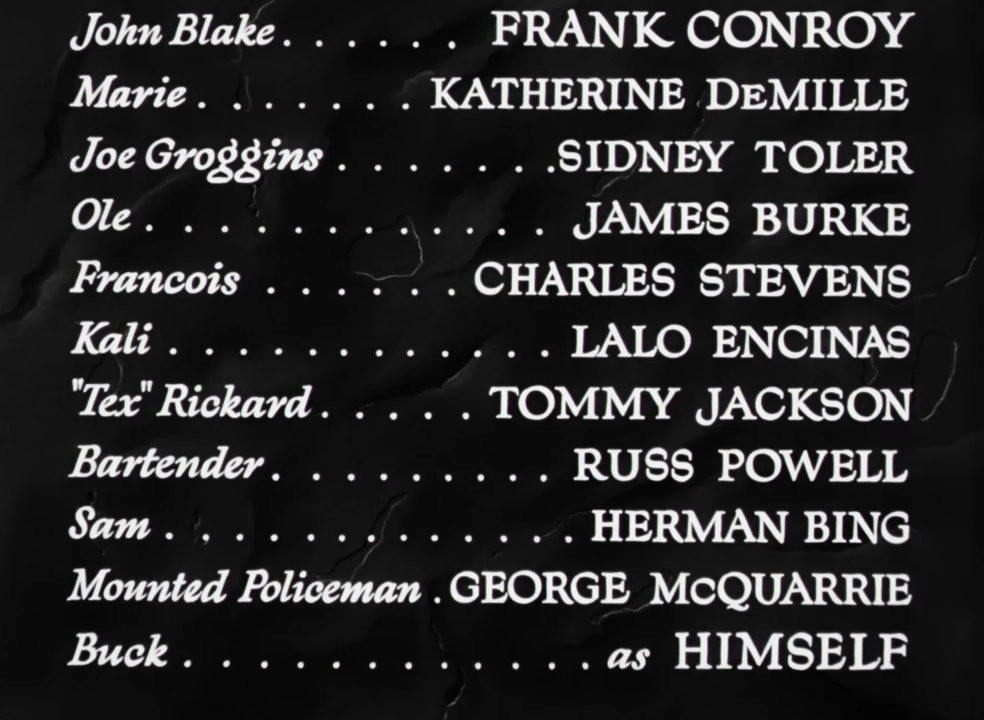 John Blake . . . . . . FRANK CONROY
Marie . . . . . . . KATHERINE DeMILLE
Joe Groggins . . . . . . . SIDNEY TOLER
Ole . . . . . . . . . . . . JAMES BURKE
Francois . . . . . . CHARLES STEVENS
Kali . . . . . . . . . . . LALO ENCINAS
"Tex" Rickard . . . . . TOMMY JACKSON
Bartender . . . . . . . . RUSS POWELL
Sam . . . . . . . . . . . . HERMAN BING
Mounted Policeman . GEORGE McQUARRIE
Buck . . . . . . . . . . . . as HIMSELF